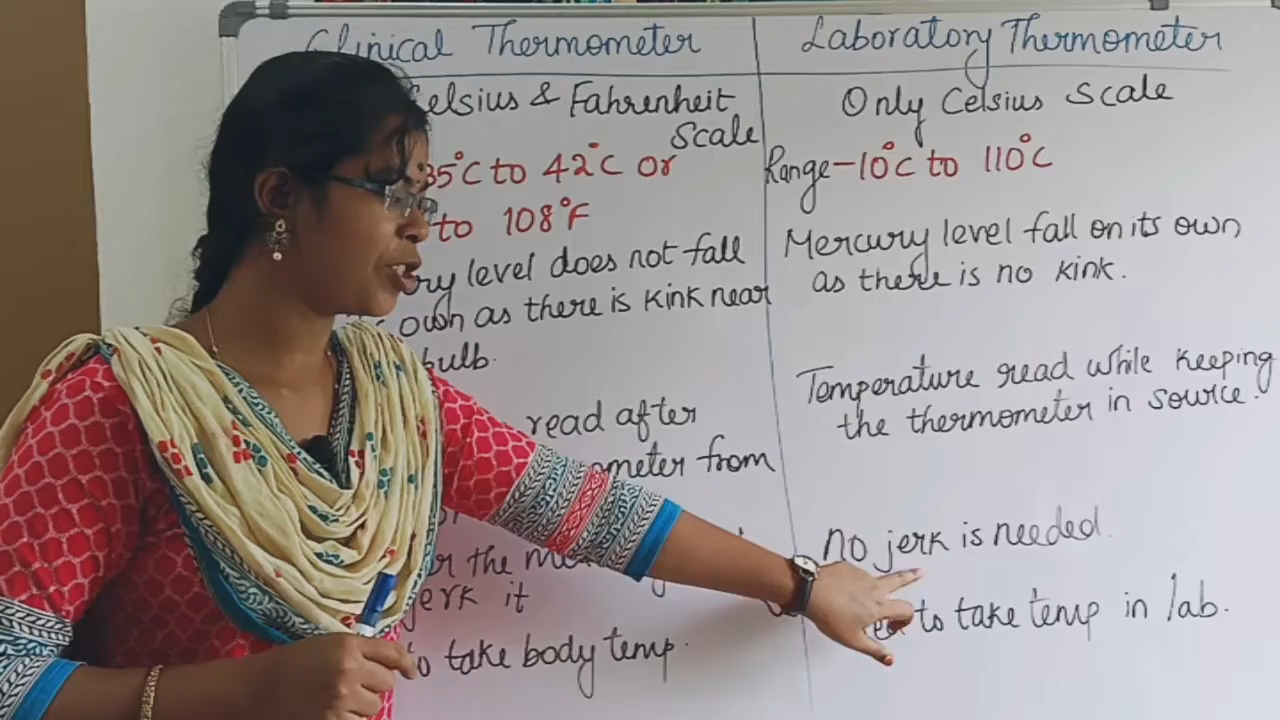 Clinical Thermometer
Celsius & Fahrenheit
Scale
35°C to 42°C or
to 108°F
level does not fall
own as there is kink near
bulb.
read after
from
the
jerk it
to take body temp.
Laboratory Thermometer
Only Celsius Scale
Range -10°C to 110°C
Mercury level fall on its own
as there is no kink.
Temperature read while keeping
the thermometer in source.
no jerk is needed.
to take temp in lab.